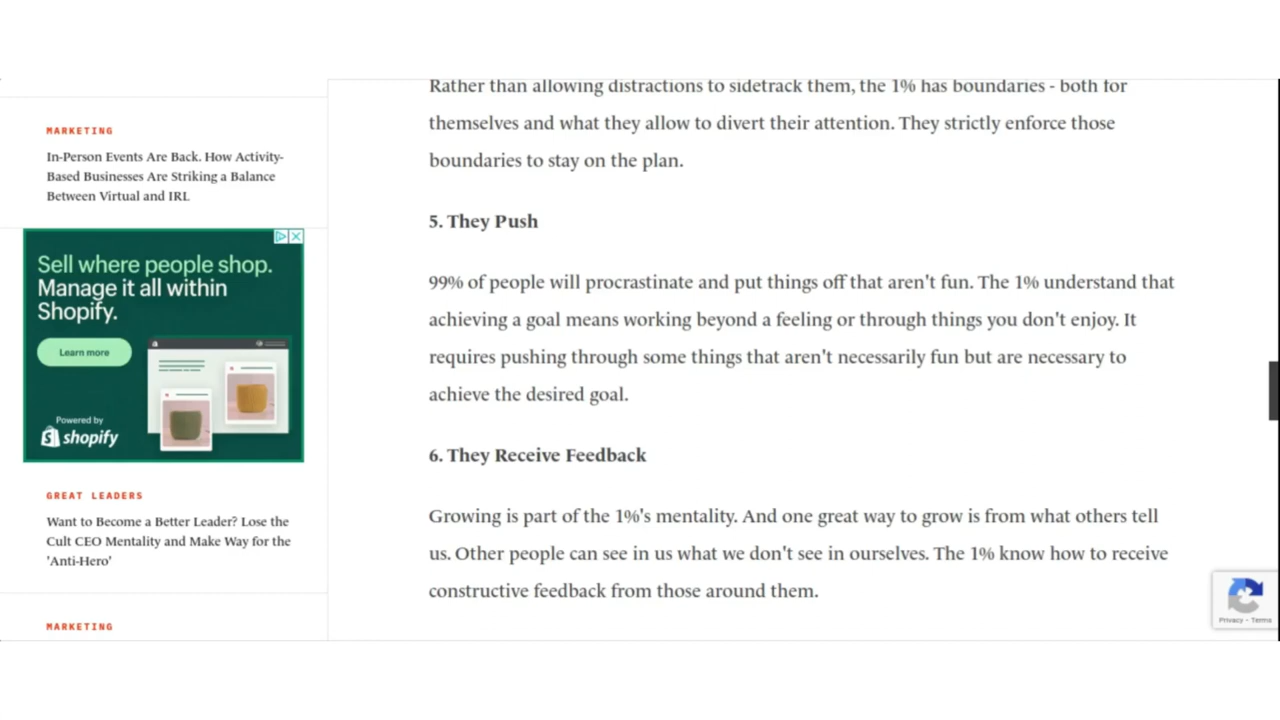 MARKETING
In-Person Events Are Back. How Activity-
Based Businesses Are Striking a Balance
Between Virtual and IRL
Sell where people shop.
Manage it all within
Shopify.
Learn more
Powered by
shopify
GREAT LEADERS
Want to Become a Better Leader? Lose the
Cult CEO Mentality and Make Way for the
'Anti-Hero'
MARKETING
Rather than allowing distractions to sidetrack them, the 1% has boundaries - both for
themselves and what they allow to divert their attention. They strictly enforce those
boundaries to stay on the plan.
5. They Push
99% of people will procrastinate and put things off that aren't fun. The 1% understand that
achieving a goal means working beyond a feeling or through things you don't enjoy. It
requires pushing through some things that aren't necessarily fun but are necessary to
achieve the desired goal.
6. They Receive Feedback
Growing is part of the 1%'s mentality. And one great way to grow is from what others tell
us. Other people can see in us what we don't see in ourselves. The 1% know how to receive
constructive feedback from those around them.
Privacy - Terms